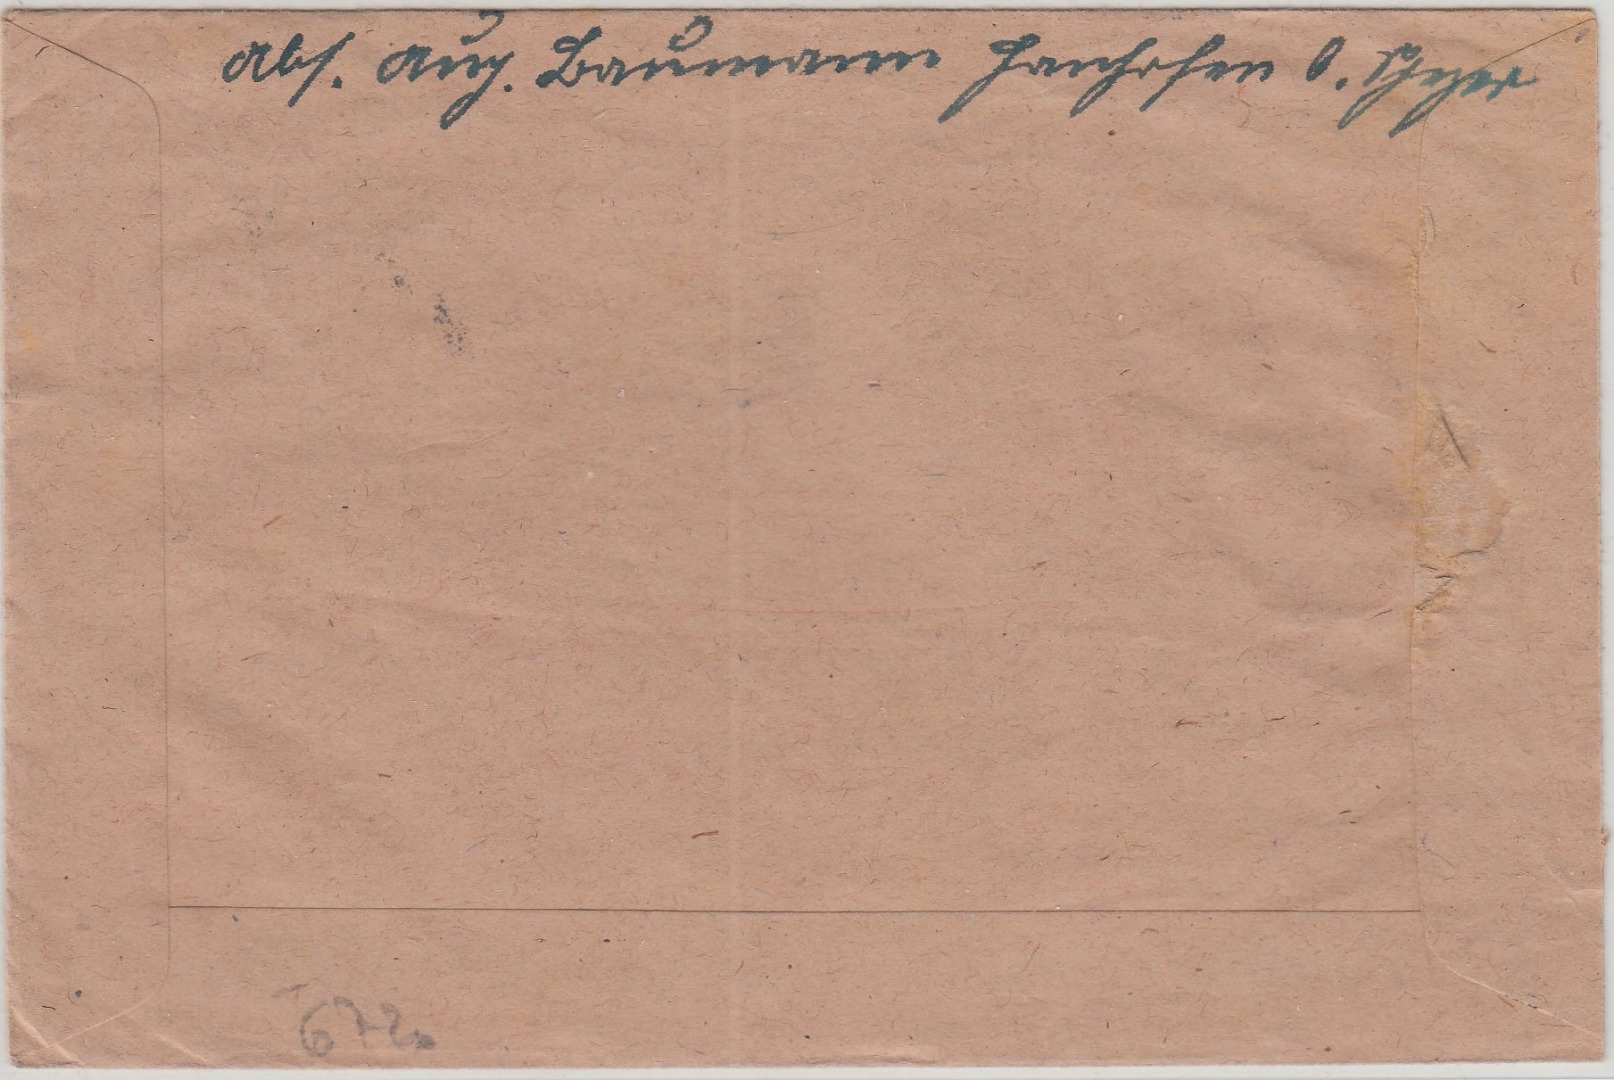 Abs. Aug. Baumann Hanhofen b. Speyer
672